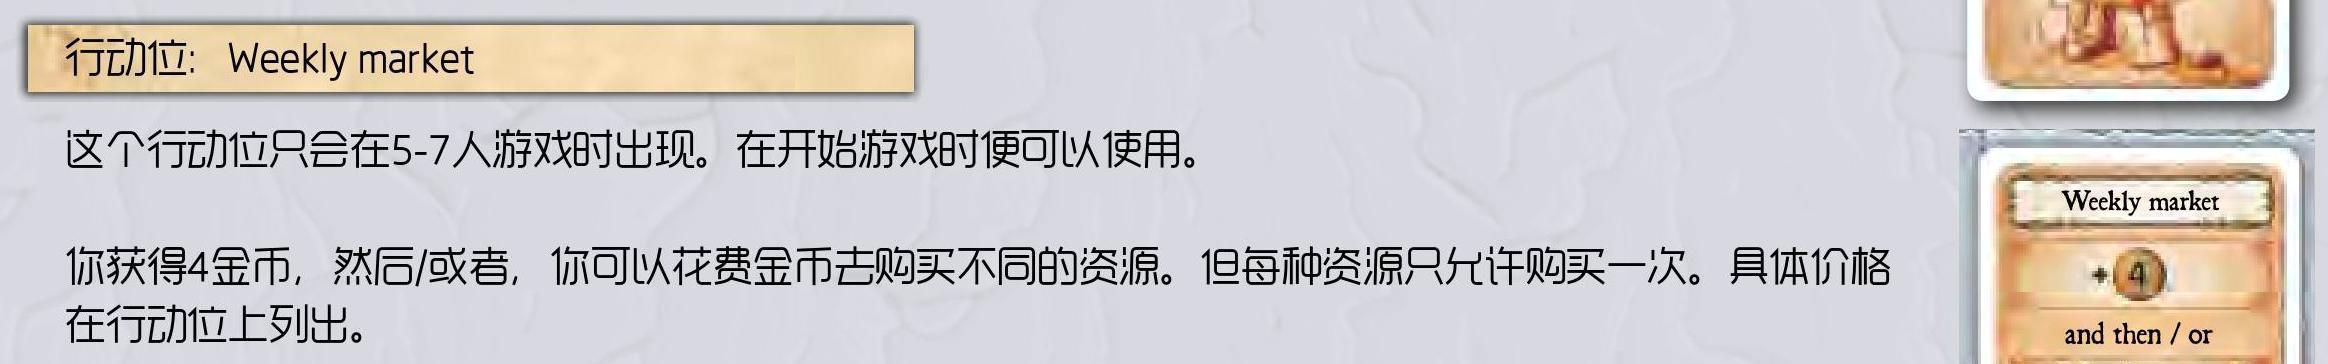 行动位： Weekly market
这个行动位只会在5-7人游戏时出现。在开始游戏时便可以使用。
你获得4金币，然后/或者，你可以花费金币去购买不同的资源。但每种资源只允许购买一次。具体价格
在行动位上列出。
Weekly market
+4
and then / or